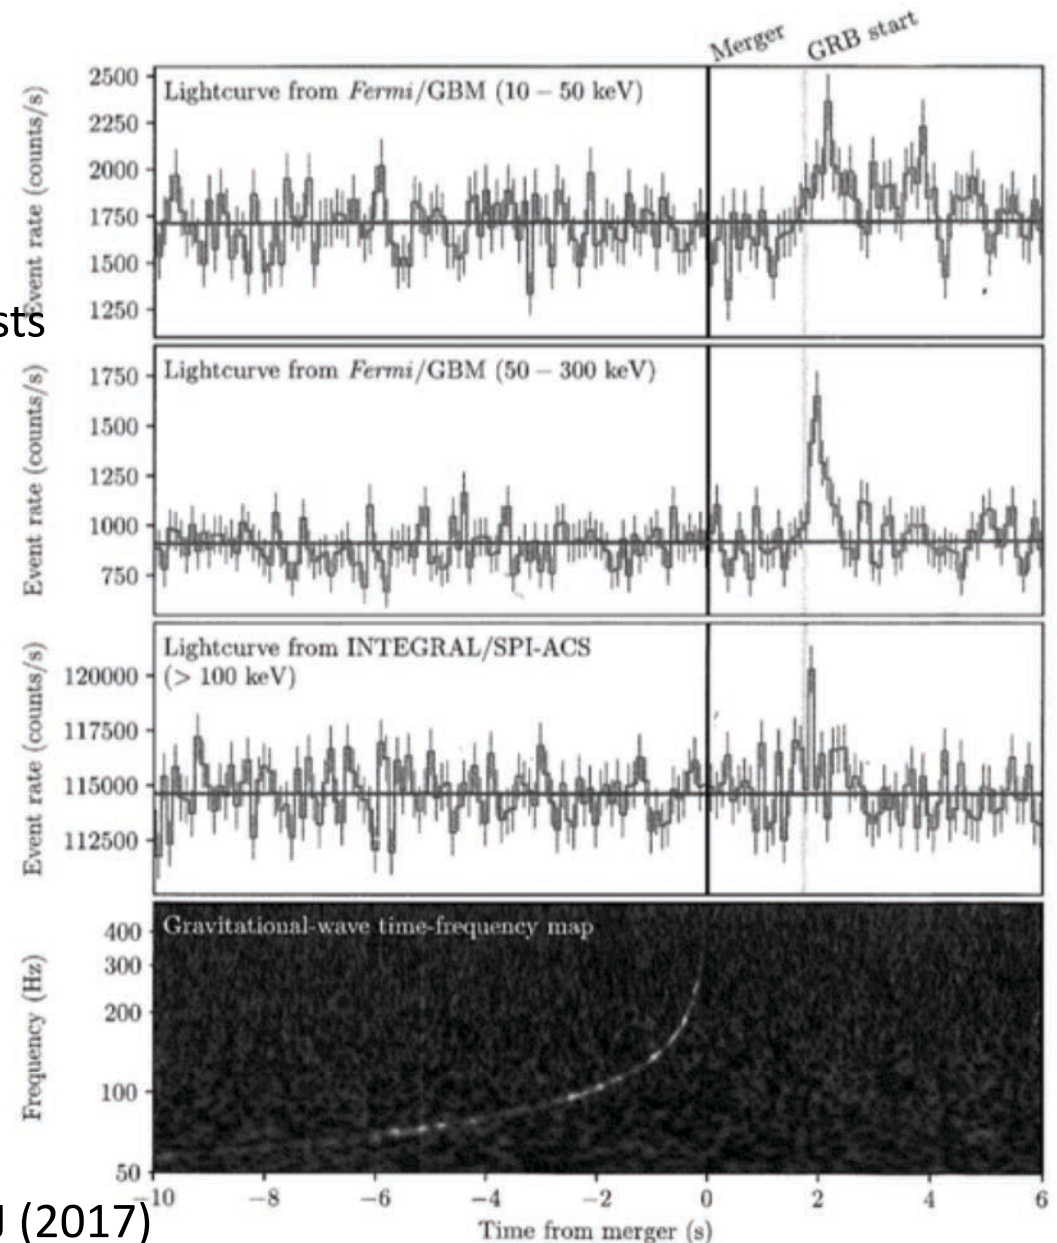 Merger GRB start
Lightcurve from Fermi/GBM (10 – 50 keV)
Event rate (counts/s)
2500
2250
2000
1750
1500
1250
sts
Lightcurve from Fermi/GBM (50 – 300 keV)
Event rate (counts/s)
1750
1500
1250
1000
750
Lightcurve from INTEGRAL/SPI-ACS
(> 100 keV)
Event rate (counts/s)
120000
117500
115000
112500
Gravitational-wave time-frequency map
Frequency (Hz)
400
300
200
100
50
−10 −8 −6 −4 −2 0 2 4 6
Time from merger (s)
(2017)